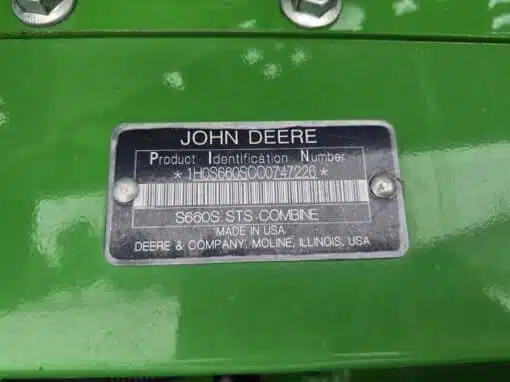 JOHN DEERE
Product Identification Number
*1H0S660SCC0747226*
S660S STS COMBINE
MADE IN USA
DEERE & COMPANY, MOLINE, ILLINOIS, USA